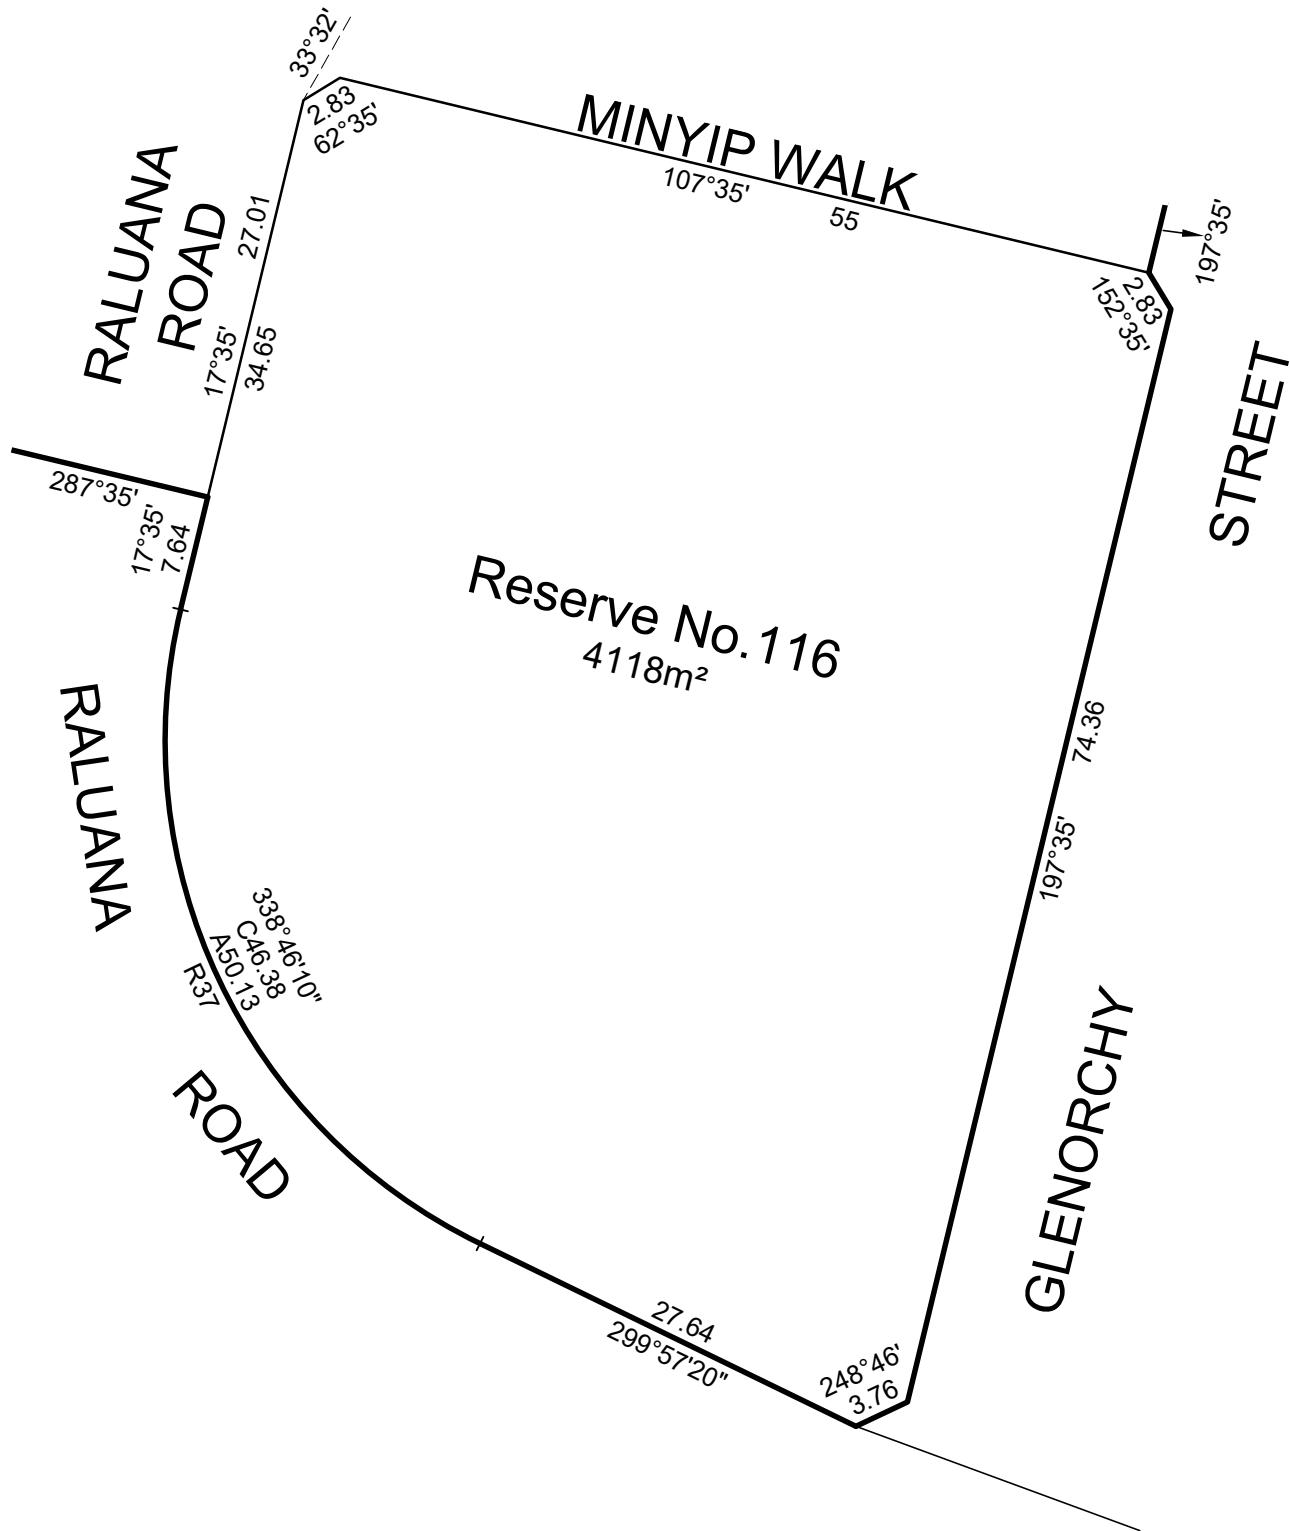 33°32'
2.83
62°35'
MINYIP WALK
107°35'
55
197°35'
2.83
152°35'
RALUANA
ROAD
27.01
17°35'
34.65
STREET
287°35'
17°35'
7.64
Reserve No.116
4118m²
RALUANA
74.36
197°35'
338°46'10"
C46.38
A50.13
R37
GLENORCHY
ROAD
27.64
299°57'20"
248°46'
3.76